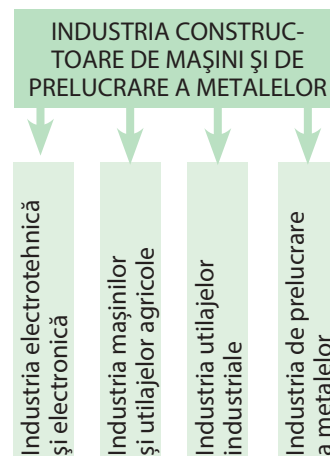 INDUSTRIA CONSTRUC-
TOARE DE MAŞINI ŞI DE
PRELUCRARE A METALELOR
Industria electrotehnică
şi electronică
Industria maşinilor
şi utilajelor agricole
Industria utilajelor
industriale
Industria de prelucrare
a metalelor